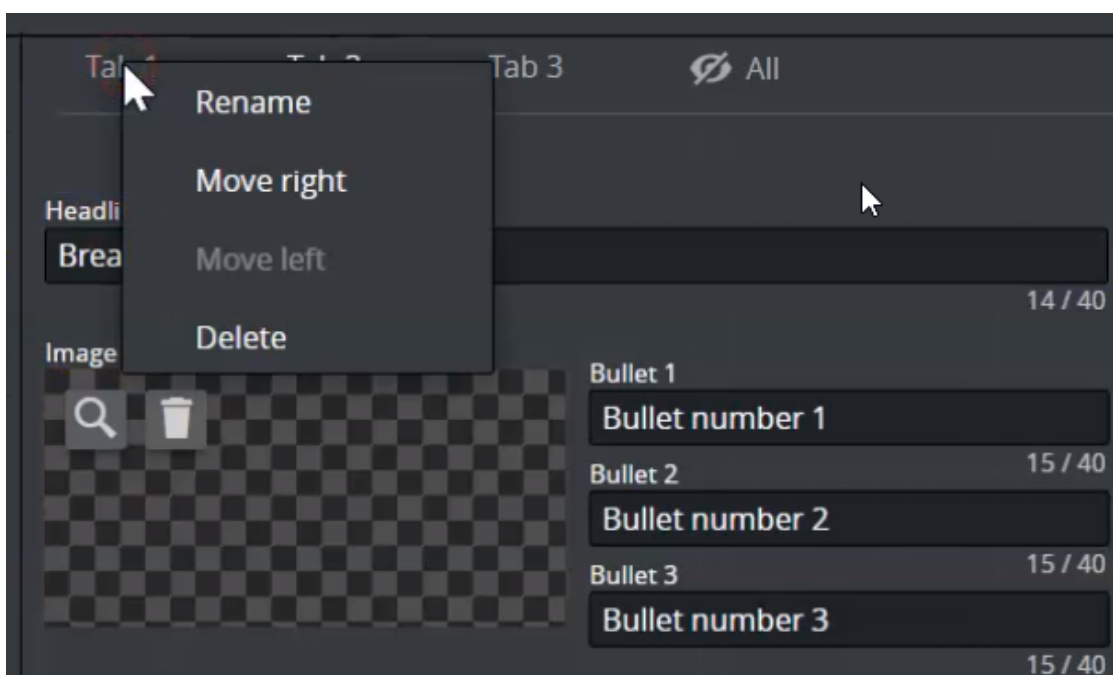 Tab 3
All
Rename
Move right
Move left
Delete
Image
14 / 40
Bullet 1
Bullet number 1
15 / 40
Bullet 2
Bullet number 2
15 / 40
Bullet 3
Bullet number 3
15 / 40